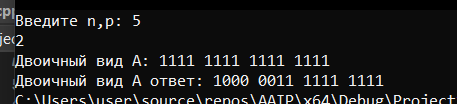 Введите n,p: 5
2
Двоичный вид A: 1111 1111 1111 1111
Двоичный вид A ответ: 1000 0011 1111 1111
C:\Users\user\source\repos\AATP\x64\Debug\Project